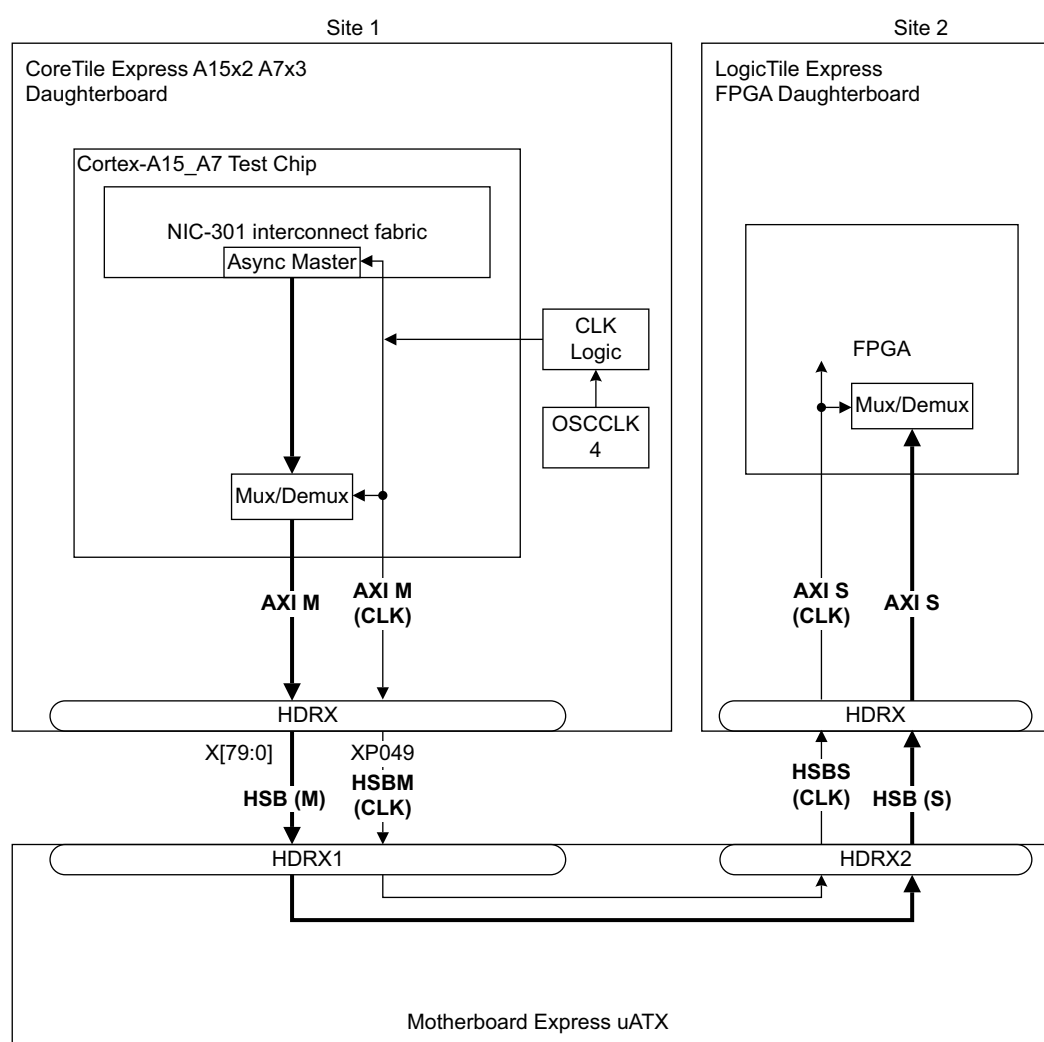 Site 1
Site 2
CoreTile Express A15x2 A7x3
Daughterboard
LogicTile Express
FPGA Daughterboard
Cortex-A15_A7 Test Chip
NIC-301 interconnect fabric
Async Master
CLK
Logic
OSCCLK
4
FPGA
Mux/Demux
Mux/Demux
AXI M
AXI M
(CLK)
AXI S
(CLK)
AXI S
HDRX
HDRX
X[79:0]
XP049
HSB (M)
HSBM
(CLK)
HSBS
(CLK)
HSB (S)
HDRX1
HDRX2
Motherboard Express uATX